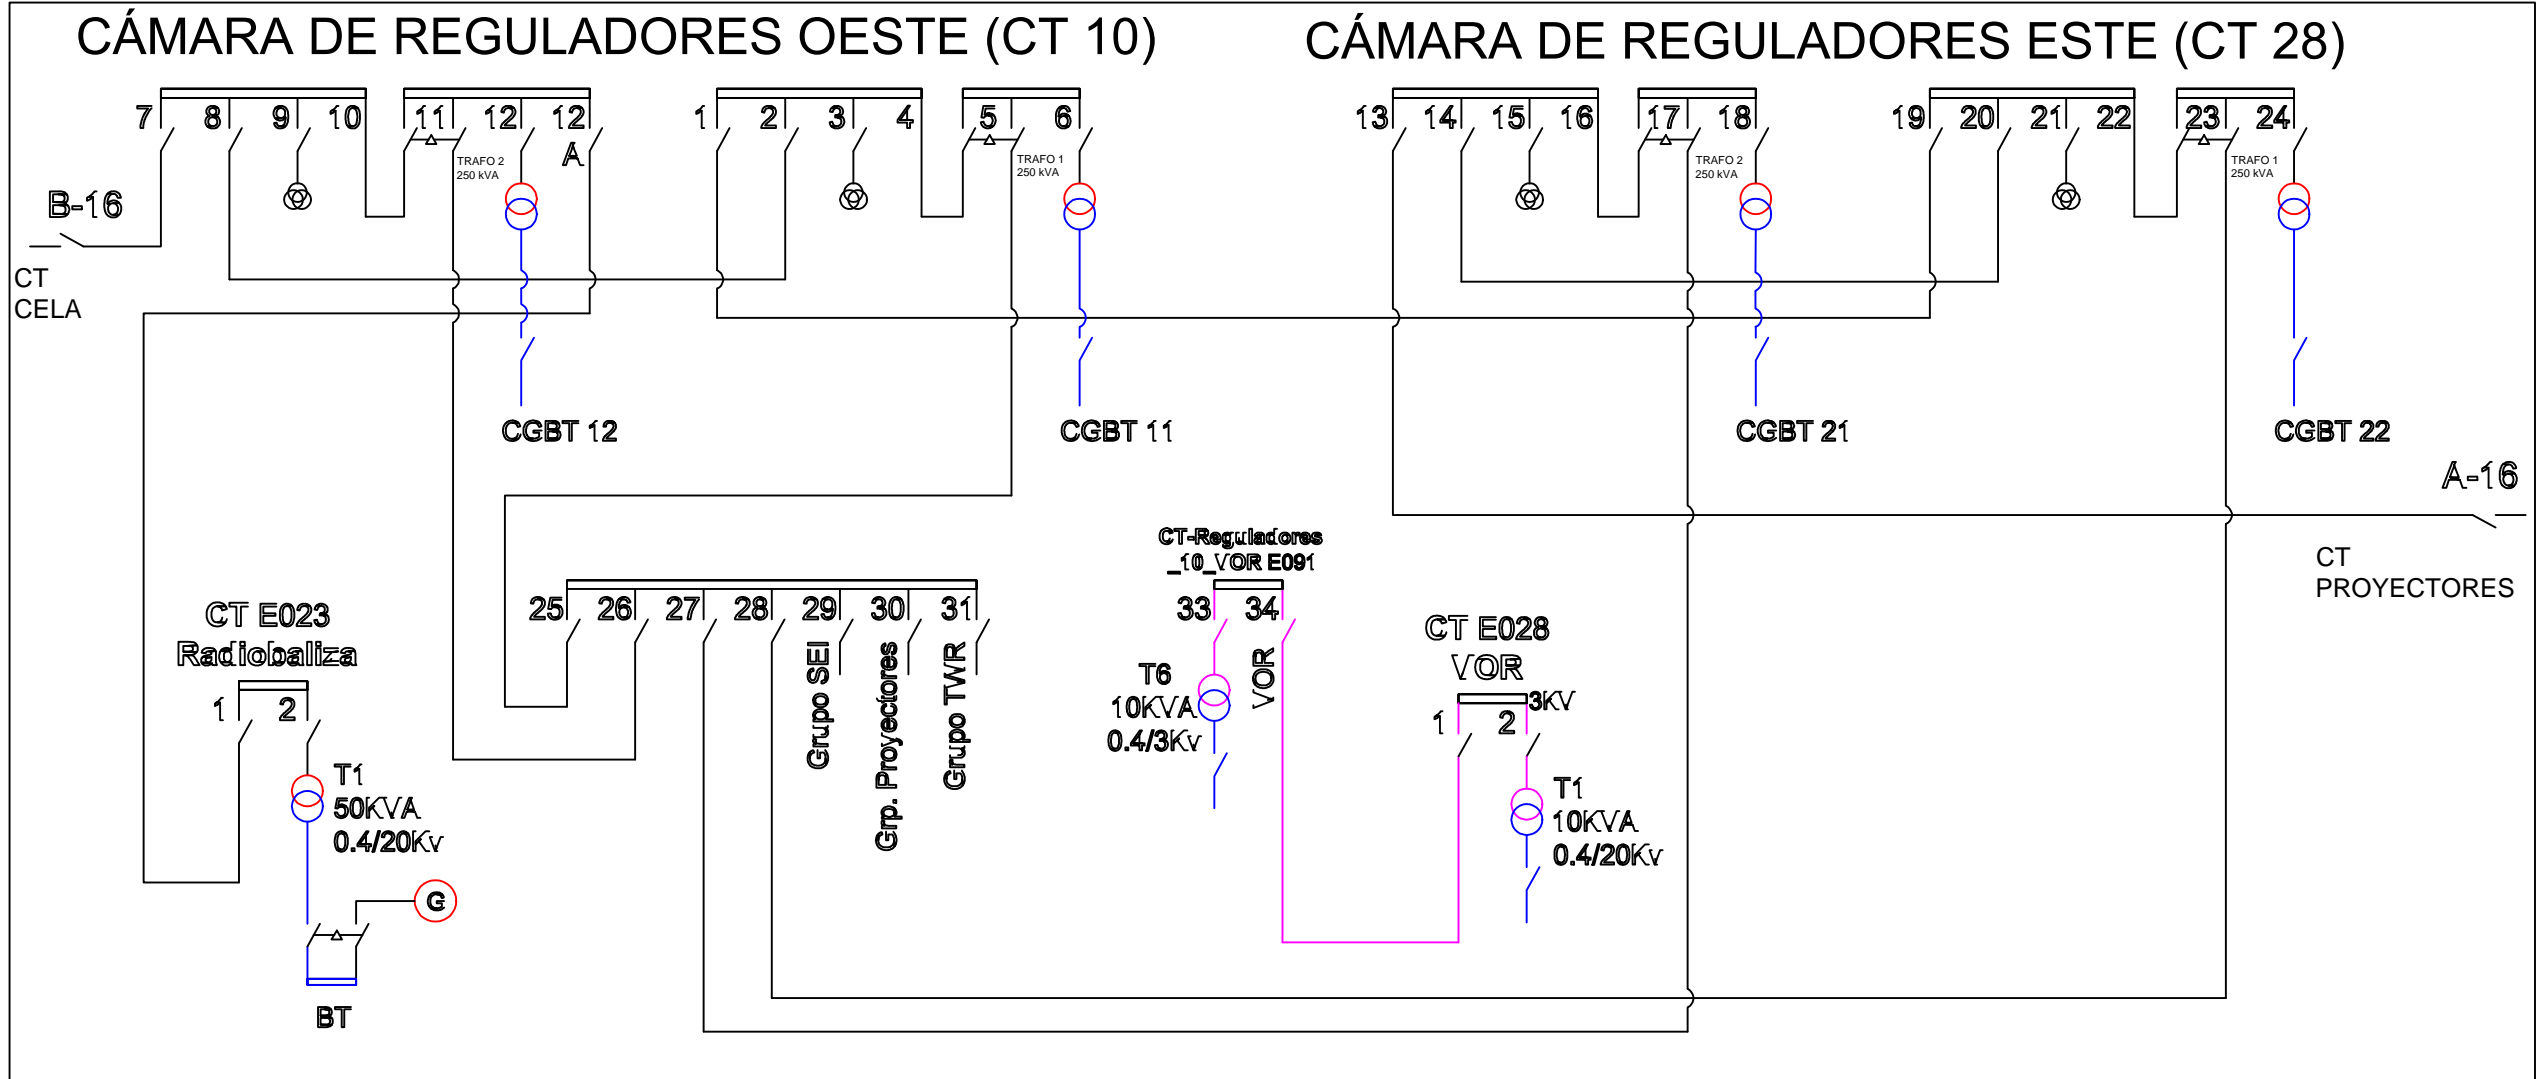 CÁMARA DE REGULADORES OESTE (CT 10)
CÁMARA DE REGULADORES ESTE (CT 28)
7 8 9 10 11 12 12 1 2 3 4 5 6 13 14 15 16 17 18 19 20 21 22 23 24
A
TRAFO 2
250 kVA
TRAFO 1
250 kVA
TRAFO 2
250 kVA
TRAFO 1
250 kVA
B-16
CT
CELA
CGBT 12
CGBT 11
CGBT 21
CGBT 22
A-16
CT
PROYECTORES
CT-Reguladores
_10_VOR E091
33 34
T6
10KVA
0.4/3Kv
VOR
25 26 27 28 29 30 31
Grupo SEI
Grp. Proyectores
Grupo TWR
CT E023
Radiobaliza
1 2
T1
50KVA
0.4/20Kv
G
BT
CT E028
VOR
3KV
1 2
T1
10KVA
0.4/20Kv